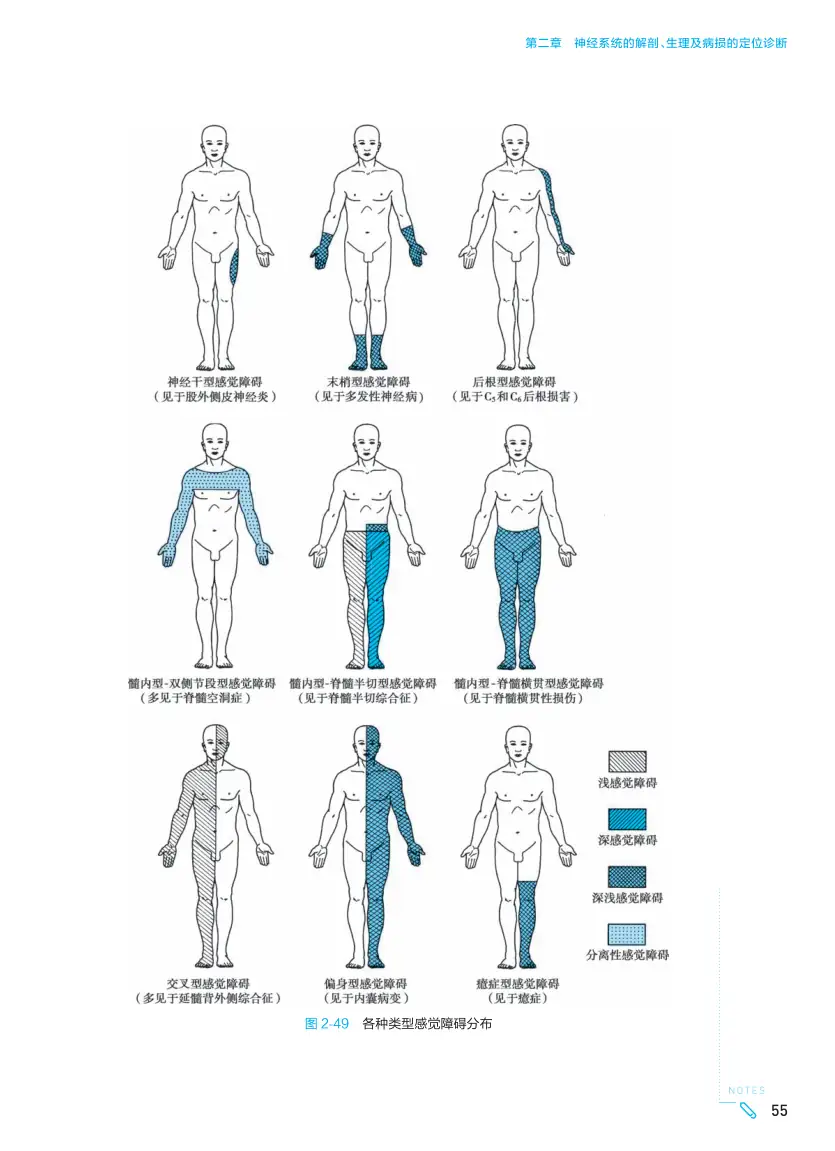 第二章 神经系统的解剖、生理及病损的定位诊断
神经干型感觉障碍
（见于股外侧皮神经炎）
末梢型感觉障碍
（见于多发性神经病）
后根型感觉障碍
（见于C5和C6后根损害）
髓内型-双侧节段型感觉障碍
（多见于脊髓空洞症）
髓内型-脊髓半切型感觉障碍
（见于脊髓半切综合征）
髓内型-脊髓横贯型感觉障碍
（见于脊髓横贯性损伤）
浅感觉障碍
深感觉障碍
深浅感觉障碍
分离性感觉障碍
交叉型感觉障碍
（多见于延髓背外侧综合征）
偏身型感觉障碍
（见于内囊病变）
癔症型感觉障碍
（见于癔症）
图 2-49 各种类型感觉障碍分布
NOTES
55